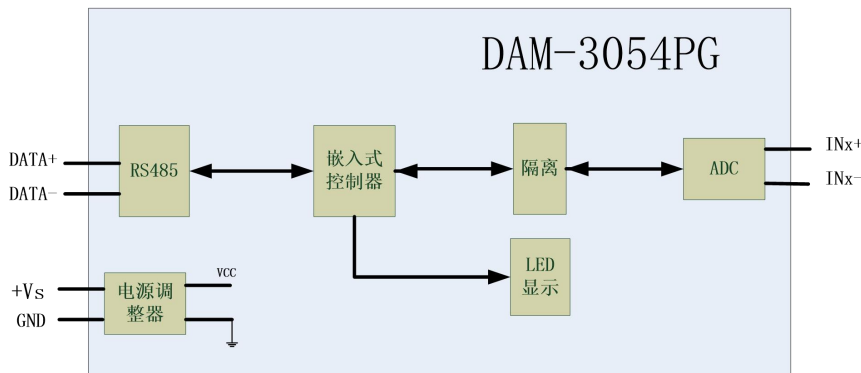 DAM-3054PG
DATA+
DATA-
RS485
嵌入式
控制器
隔离
ADC
INx+
INx-
LED
显示
+Vs
GND
电源调
整器
VCC